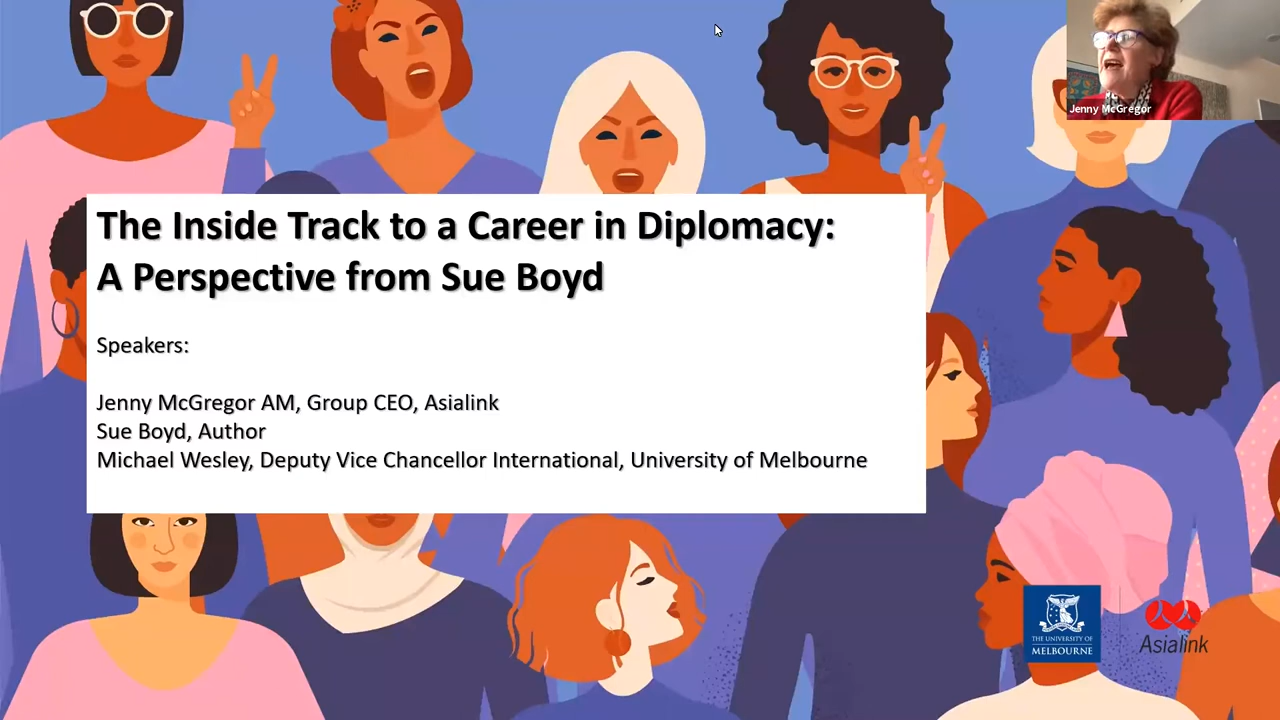 Jenny McGregor
The Inside Track to a Career in Diplomacy:
A Perspective from Sue Boyd
Speakers:
Jenny McGregor AM, Group CEO, Asialink
Sue Boyd, Author
Michael Wesley, Deputy Vice Chancellor International, University of Melbourne
THE UNIVERSITY OF
MELBOURNE
Asialink